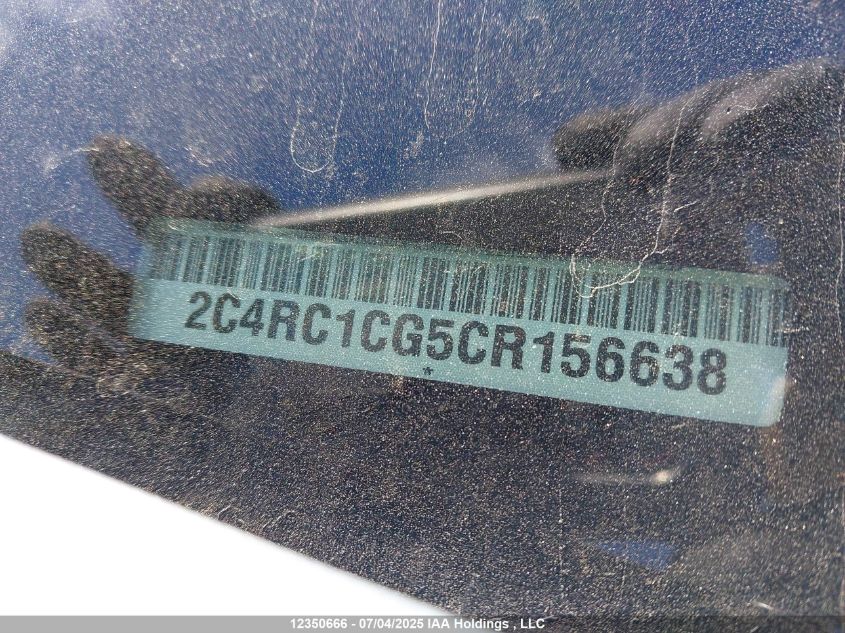 2C4RC1CG5CR156638
*
12350666 - 07/04/2025 IAA Holdings , LLC